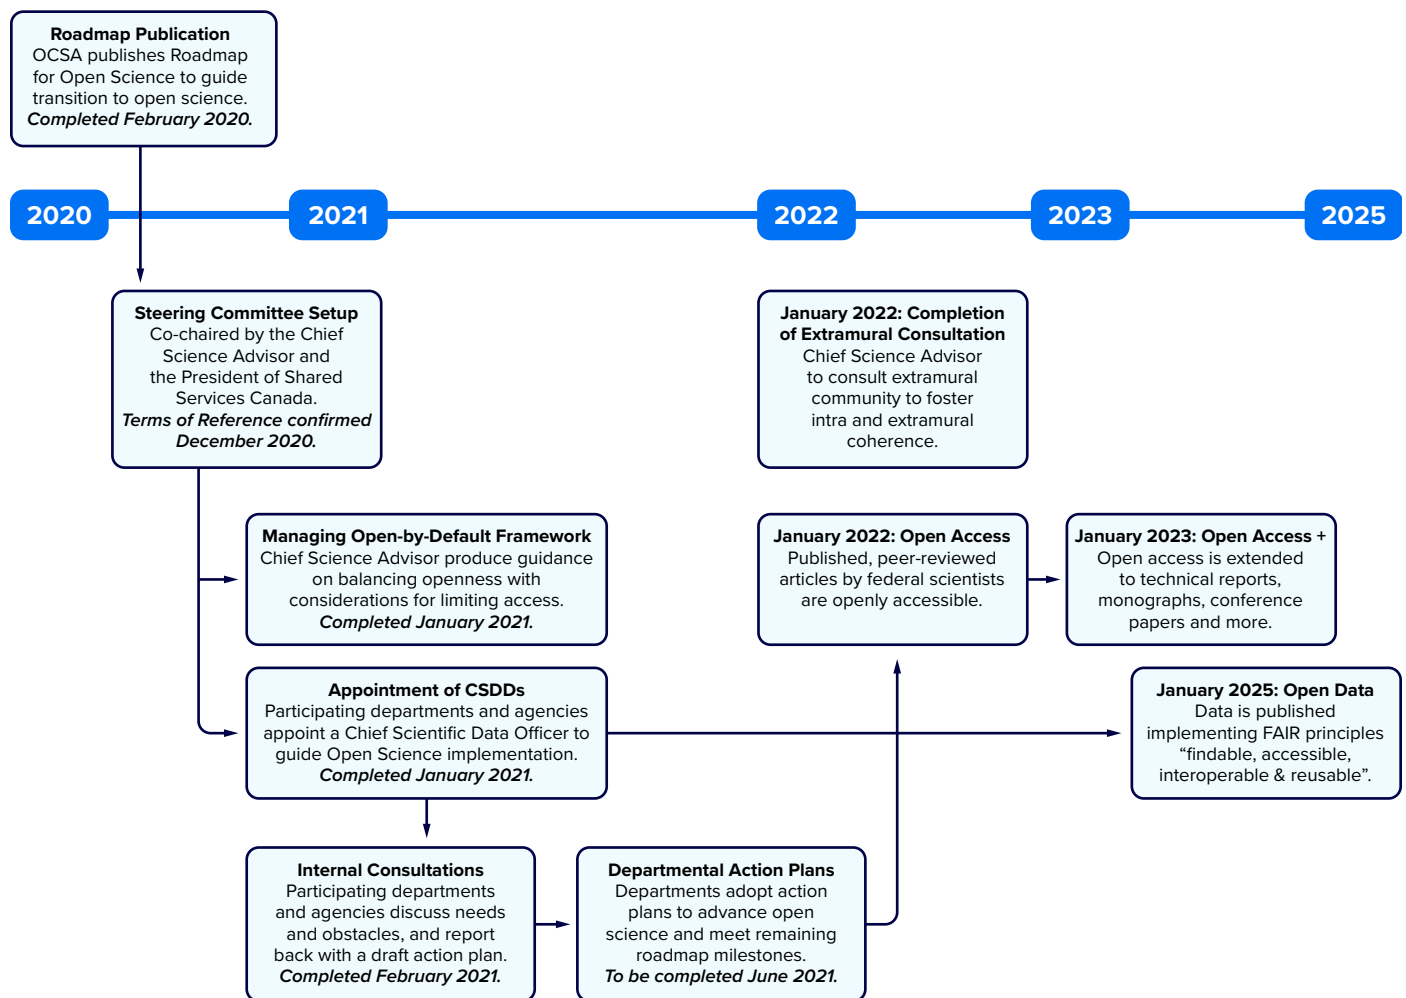 Roadmap Publication
OCSA publishes Roadmap
for Open Science to guide
transition to open science.
Completed February 2020.
2020
2021
2022
2023
2025
Steering Committee Setup
Co-chaired by the Chief
Science Advisor and
the President of Shared
Services Canada.
Terms of Reference confirmed
December 2020.
January 2022: Completion
of Extramural Consultation
Chief Science Advisor
to consult extramural
community to foster
intra and extramural
coherence.
Managing Open-by-Default Framework
Chief Science Advisor produce guidance
on balancing openness with
considerations for limiting access.
Completed January 2021.
January 2022: Open Access
Published, peer-reviewed
articles by federal scientists
are openly accessible.
January 2023: Open Access +
Open access is extended
to technical reports,
monographs, conference
papers and more.
Appointment of CSDDs
Participating departments and agencies
appoint a Chief Scientific Data Officer to
guide Open Science implementation.
Completed January 2021.
January 2025: Open Data
Data is published
implementing FAIR principles
“findable, accessible,
interoperable & reusable”.
Internal Consultations
Participating departments
and agencies discuss needs
and obstacles, and report
back with a draft action plan.
Completed February 2021.
Departmental Action Plans
Departments adopt action
plans to advance open
science and meet remaining
roadmap milestones.
To be completed June 2021.